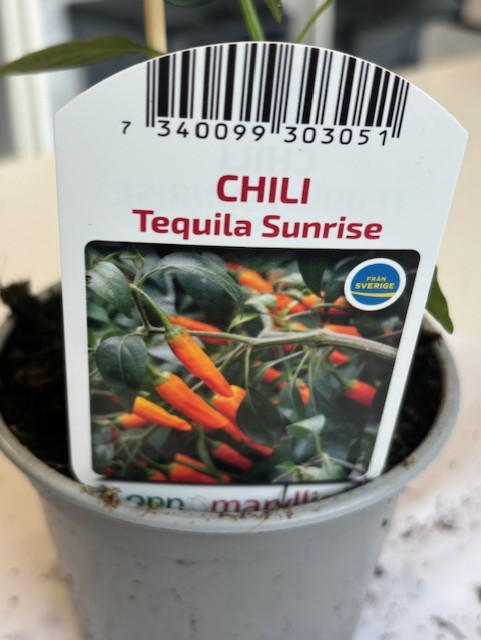 7 340099 303051
CHILI
Tequila Sunrise
FRÅN
SVERIGE